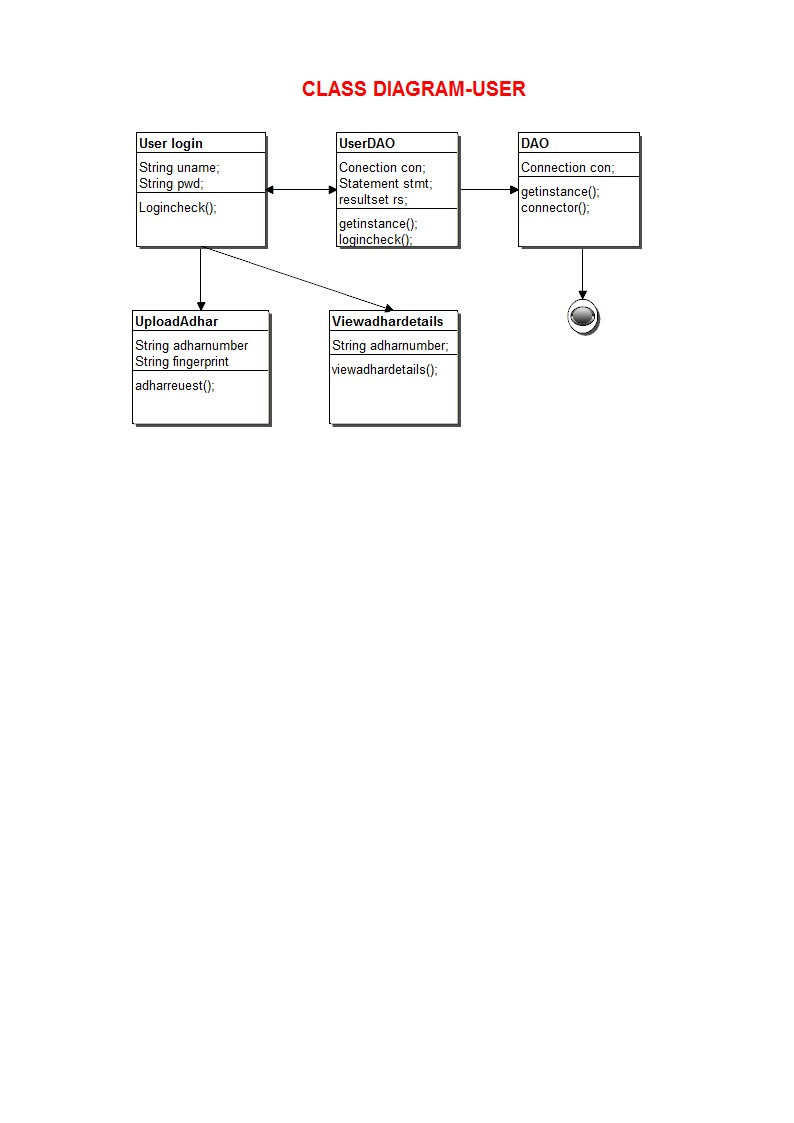 CLASS DIAGRAM-USER
User login
String uname;
String pwd;
Logincheck();
UserDAO
Conection con;
Statement stmt;
resultset rs;
getinstance();
logincheck();
DAO
Connection con;
getinstance();
connector();
UploadAdhar
String adharnumber
String fingerprint
adharreuest();
Viewadhardetails
String adharnumber;
viewadhardetails();